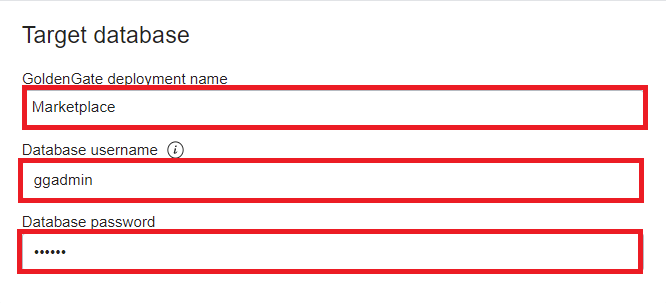 Target database
GoldenGate deployment name
Marketplace
Database username
ggadmin
Database password
••••••